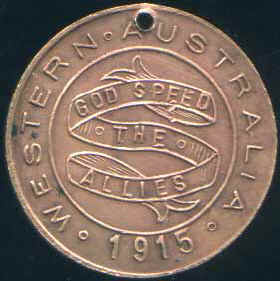 WESTERN · AUSTRALIA
GOD SPEED
· THE ·
ALLIES
· 1915 ·